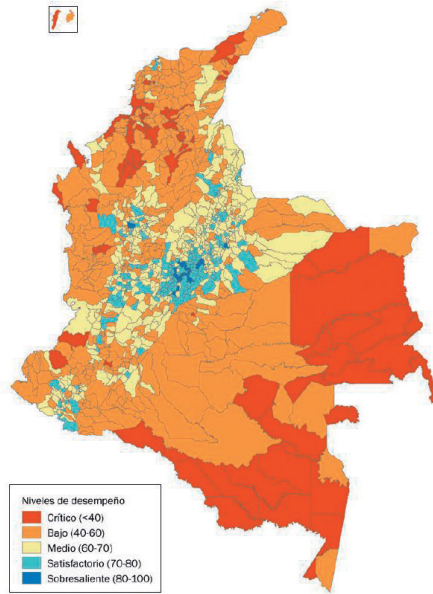 Niveles de desempeño
Crítico (<40)
Bajo (40-60)
Medio (60-70)
Satisfactorio (70-80)
Sobresaliente (80-100)